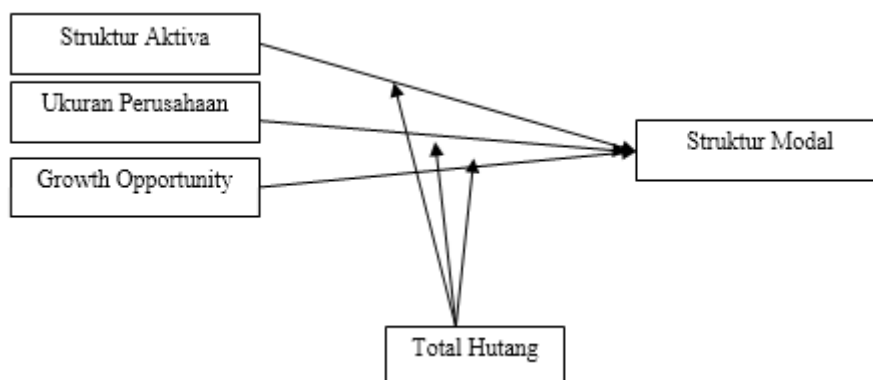 Struktur Aktiva
Ukuran Perusahaan
Growth Opportunity
Struktur Modal
Total Hutang